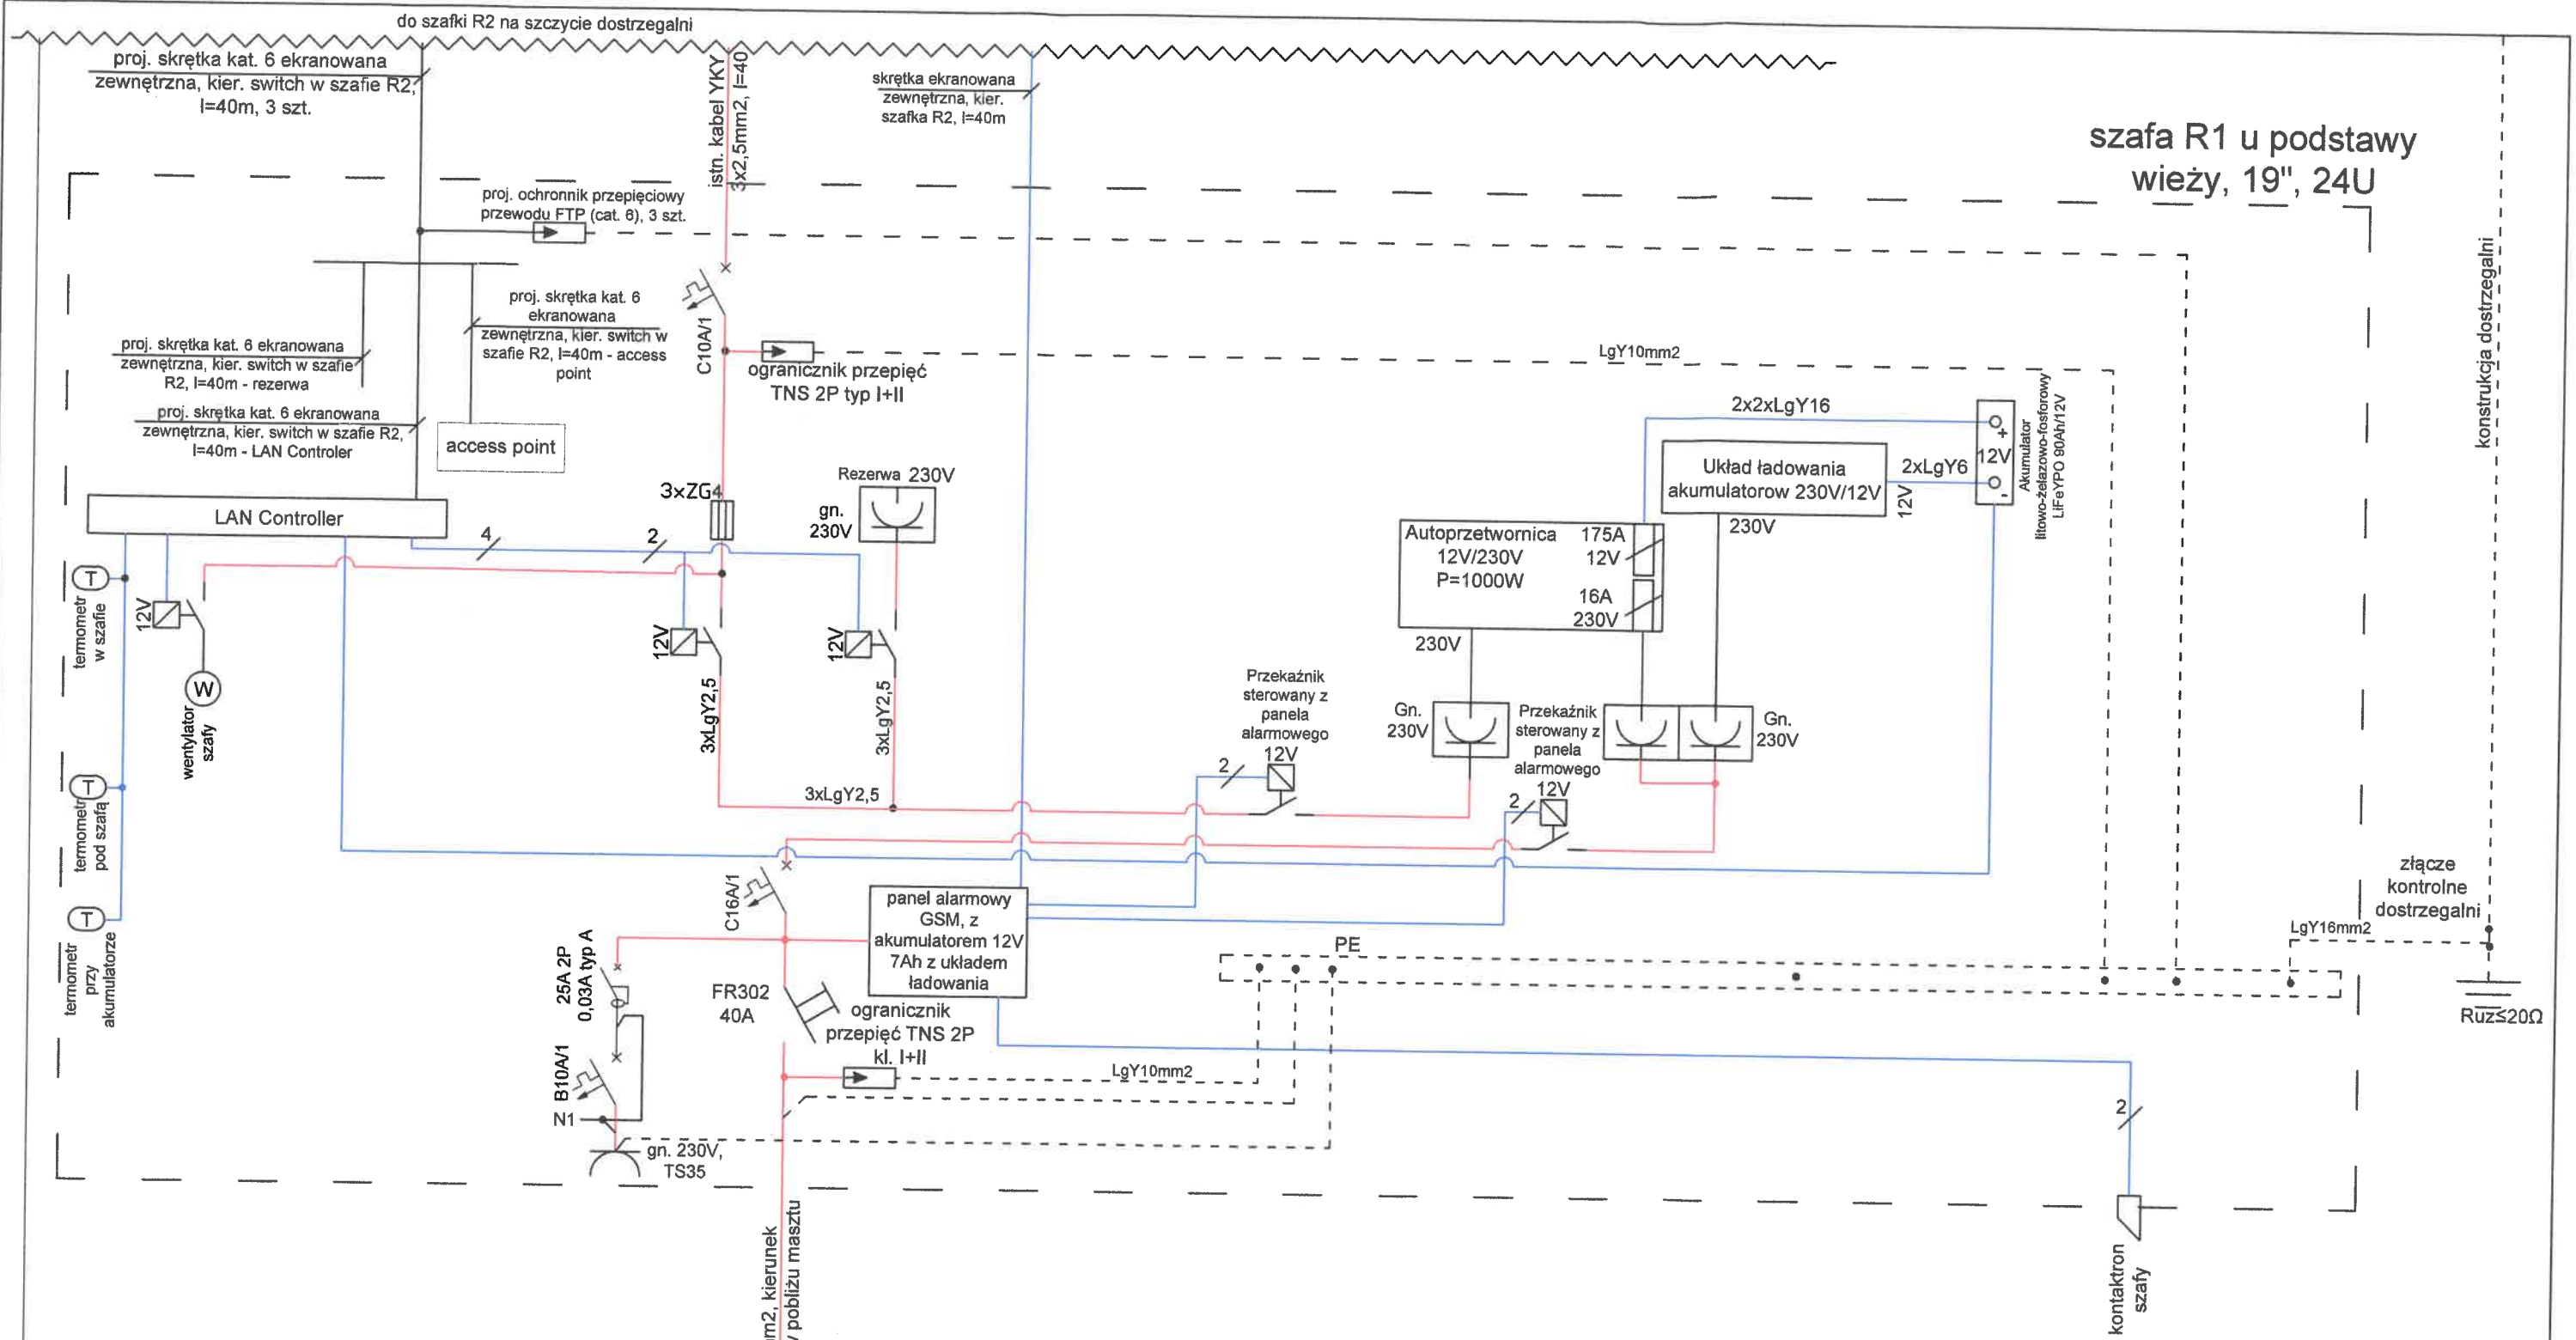 do szafki R2 na szczycie dostrzegalni
proj. skrętka kat. 6 ekranowana
zewnętrzna, kier. switch w szafie R2,
l=40m, 3 szt.
istn. kabel YKY
3x2,5mm2, l=40
skrętka ekranowana
zewnętrzna, kier.
szafka R2, l=40m
szafa R1 u podstawy
wieży, 19", 24U
proj. ochronnik przepięciowy
przewodu FTP (cat. 6), 3 szt.
konstrukcja dostrzegalni
proj. skrętka kat. 6
ekranowana
zewnętrzna, kier. switch w
szafie R2, l=40m - access
point
proj. skrętka kat. 6 ekranowana
zewnętrzna, kier. switch w szafie
R2, l=40m - rezerwa
C10A/1
ogranicznik przepięć
TNS 2P typ I+II
LgY10mm2
proj. skrętka kat. 6 ekranowana
zewnętrzna, kier. switch w szafie R2,
l=40m - LAN Controler
access point
2x2xLgY16
Układ ładowania
akumulatorow 230V/12V
2xLgY6
12V
+
12V
-
Akumulator
litowo-żelazowo-fosforowy
LiFeYPO 90Ah/12V
Rezerwa 230V
gn.
230V
3×ZG4
LAN Controller
4
2
Autoprzetwornica
12V/230V
P=1000W
175A
12V
16A
230V
230V
230V
T
termometr
w szafie
12V
W
wentylator
szafy
12V
12V
3xLgY2,5
3xLgY2,5
3xLgY2,5
Przekaźnik
sterowany z
panela
alarmowego
12V
2
Gn.
230V
Przekaźnik
sterowany z
panela
alarmowego
12V
2
Gn.
230V
T
termometr
pod szafą
T
termometr
przy
akumulatorze
C16A/1
panel alarmowy
GSM, z
akumulatorem 12V
7Ah z układem
ładowania
25A 2P
0,03A typ A
FR302
40A
ogranicznik
przepięć TNS 2P
kl. I+II
LgY10mm2
PE
złącze
kontrolne
dostrzegalni
LgY16mm2
Ruz≤20Ω
B10A/1
N1
gn. 230V,
TS35
2
kontaktron
szafy
mm2, kierunek
pobliżu masztu